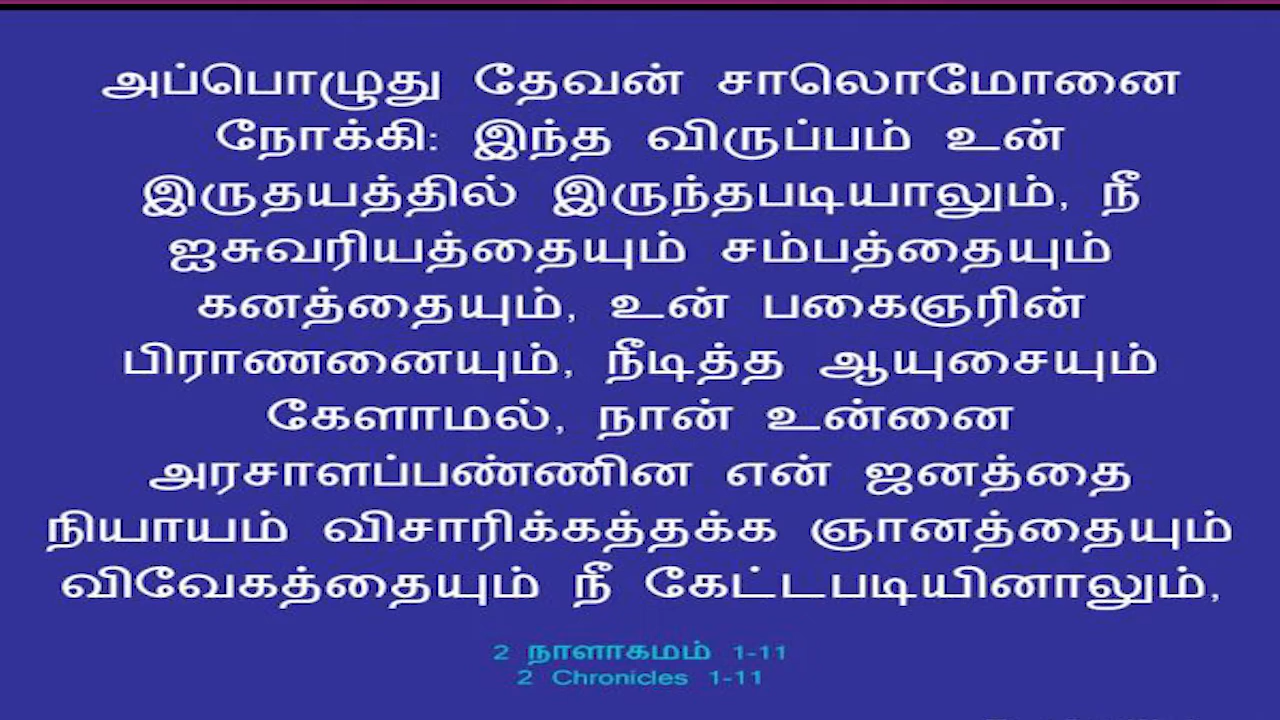 அப்பொழுது தேவன் சாலொமோனை
நோக்கி: இந்த விருப்பம் உன்
இருதயத்தில் இருந்தபடியாலும், நீ
ஐசுவரியத்தையும் சம்பத்தையும்
கனத்தையும், உன் பகைஞரின்
பிராணனையும், நீடித்த ஆயுசையும்
கேளாமல், நான் உன்னை
அரசாளப்பண்ணின என் ஜனத்தை
நியாயம் விசாரிக்கத்தக்க ஞானத்தையும்
விவேகத்தையும் நீ கேட்டபடியினாலும்,
2 நாளாகமம் 1-11
2 Chronicles 1-11